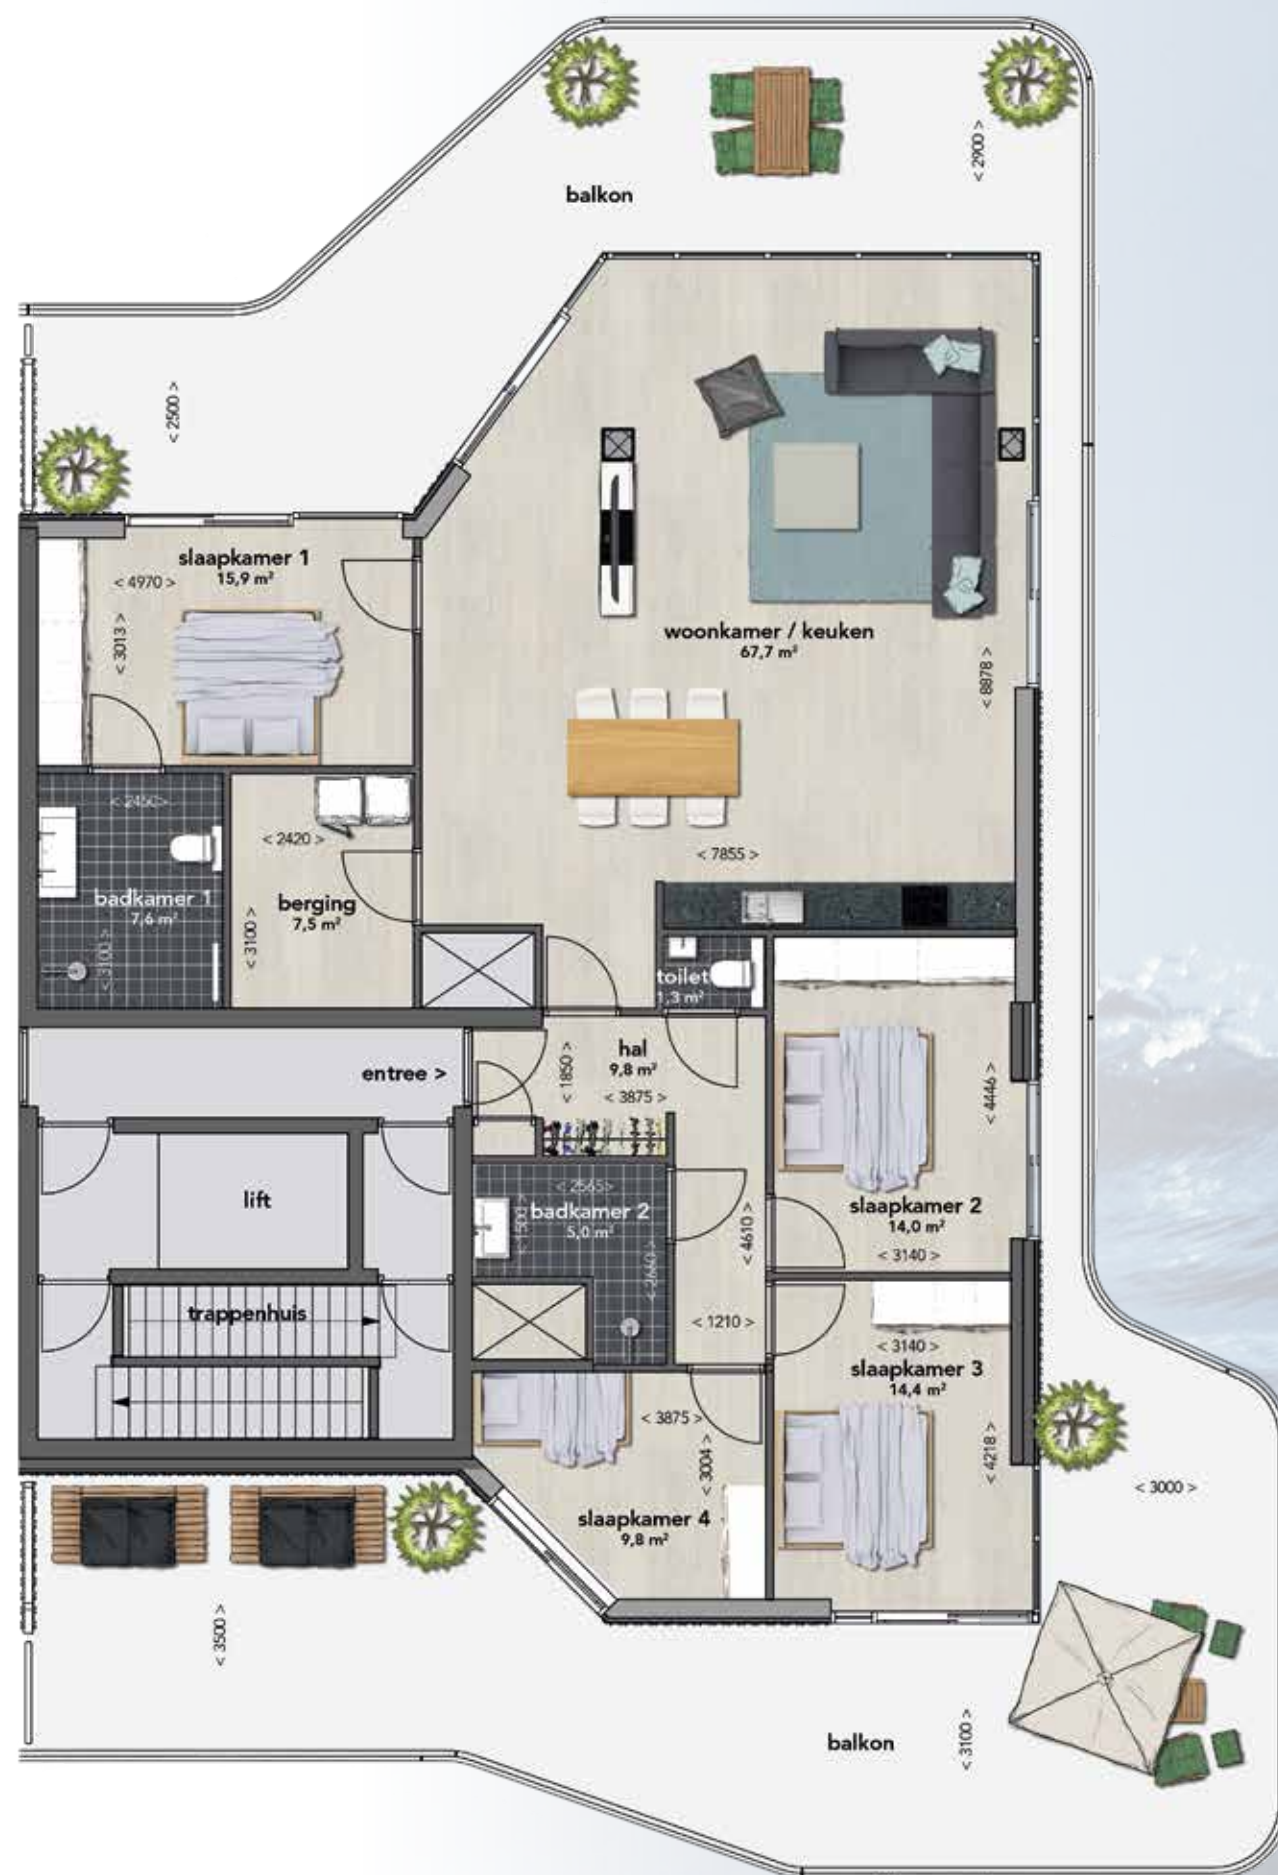 < 2900 >
balkon
< 2500 >
slaapkamer 1
15,9 m²
< 4970 >
< 3013 >
woonkamer / keuken
67,7 m²
< 8878 >
< 2450>
< 2420 >
< 7855 >
badkamer 1
7,6 m²
berging
7,5 m²
< 3100 >
< 3100>
toilet
1,3 m²
hal
9,8 m²
entree >
< 1850 >
< 3875 >
< 4446 >
< 2565>
lift
badkamer 2
5,0 m²
< 1500>
slaapkamer 2
14,0 m²
< 4610 >
< 3140 >
< 2660 >
trappenhuis
< 1210 >
< 3140 >
slaapkamer 3
14,4 m²
< 3875 >
< 3004 >
< 4218 >
< 3000 >
slaapkamer 4
9,8 m²
< 3500 >
balkon
< 3100 >